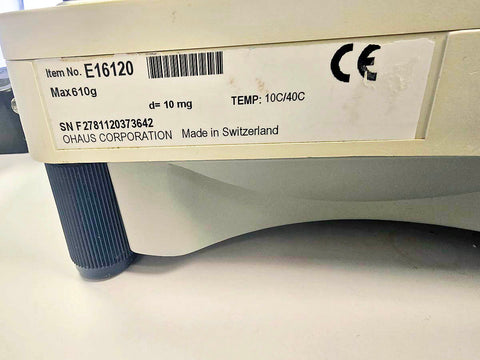 Item No. E16120
CE
Max610g
d= 10 mg
TEMP: 10C/40C
SN F2781120373642
OHAUS CORPORATION Made in Switzerland